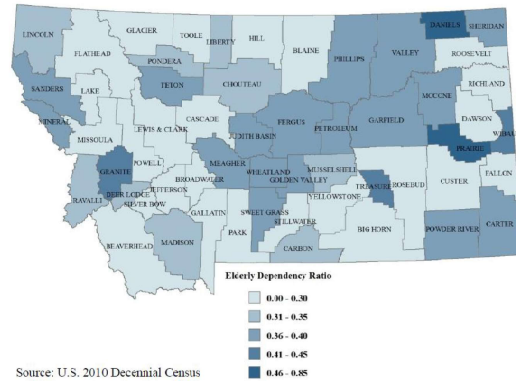 GLACIER
LINCOLN
TOOLE
LIBERTY
HILL
BLAINE
DANIELS
SHERIDAN
FLATHEAD
PONDERA
PHILLIPS
VALLEY
ROOSEVELT
SANDERS
LAKE
TETON
CHOUTEAU
RICHLAND
MCCONE
MINERAL
CASCADE
FERGUS
GARFIELD
DAWSON
MISSOULA
LEWIS & CLARK
JUDITH BASIN
PETROLEUM
PRAIRIE
WIBAUX
POWELL
GRANITE
MEAGHER
WHEATLAND
GOLDEN VALLEY
MUSSELSHELL
TREASURE
ROSEBUD
CUSTER
FALLON
BROADWATER
JEFFERSON
DEER LODGE
SILVER BOW
RAVALLI
GALLATIN
SWEET GRASS
STILLWATER
YELLOWSTONE
BIG HORN
POWDER RIVER
CARTER
BEAVERHEAD
MADISON
PARK
CARBON
Elderly Dependency Ratio
0.00 - 0.30
0.31 - 0.35
0.36 - 0.40
0.41 - 0.45
0.46 - 0.85
Source: U.S. 2010 Decennial Census